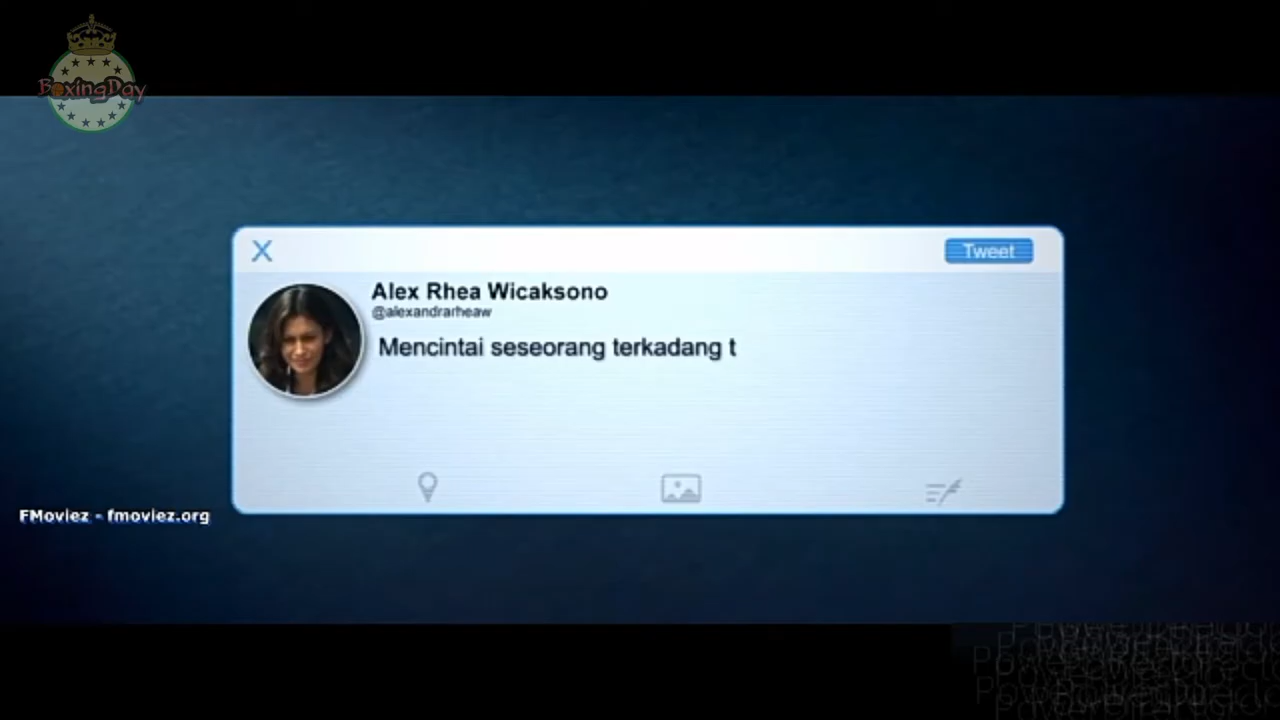 BoxingDay
X
Tweet
Alex Rhea Wicaksono
@alexandrarheaw
Mencintai seseorang terkadang t
FMoviez - fmoviez.org